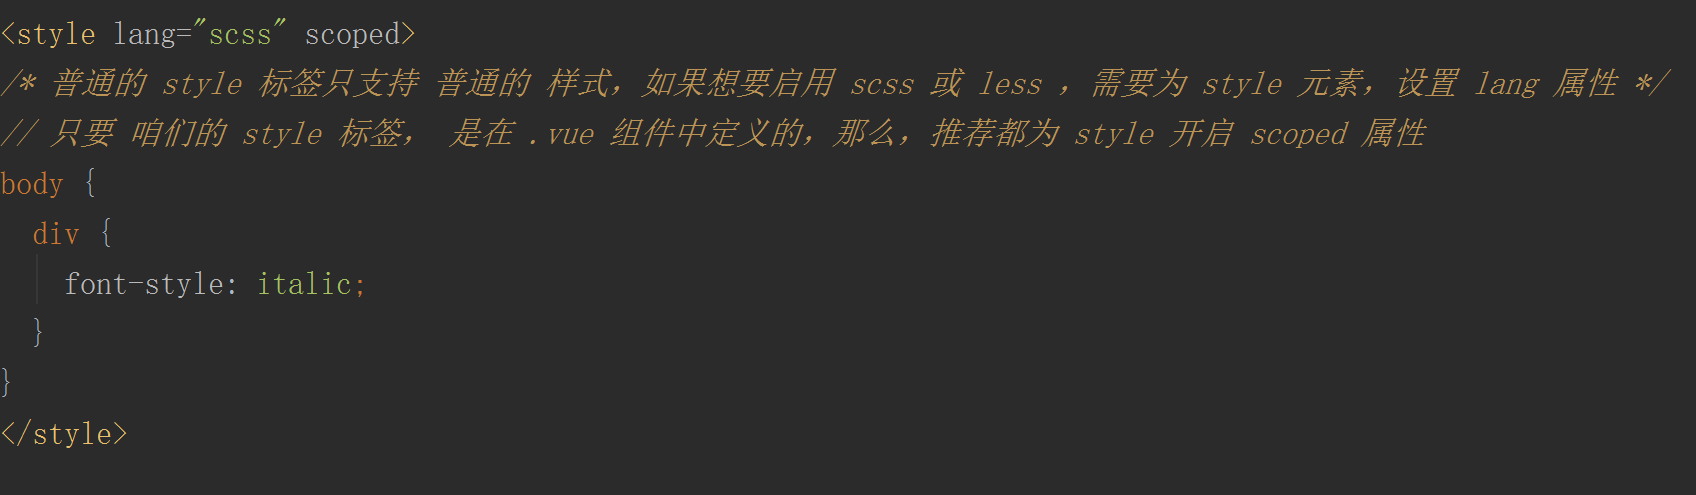 <style lang="scss" scoped>
/* 普通的 style 标签只支持 普通的 样式，如果想要启用 scss 或 less ，需要为 style 元素，设置 lang 属性 */
// 只要 咱们的 style 标签， 是在 .vue 组件中定义的，那么，推荐都为 style 开启 scoped 属性
body {
  div {
    font-style: italic;
  }
}
</style>